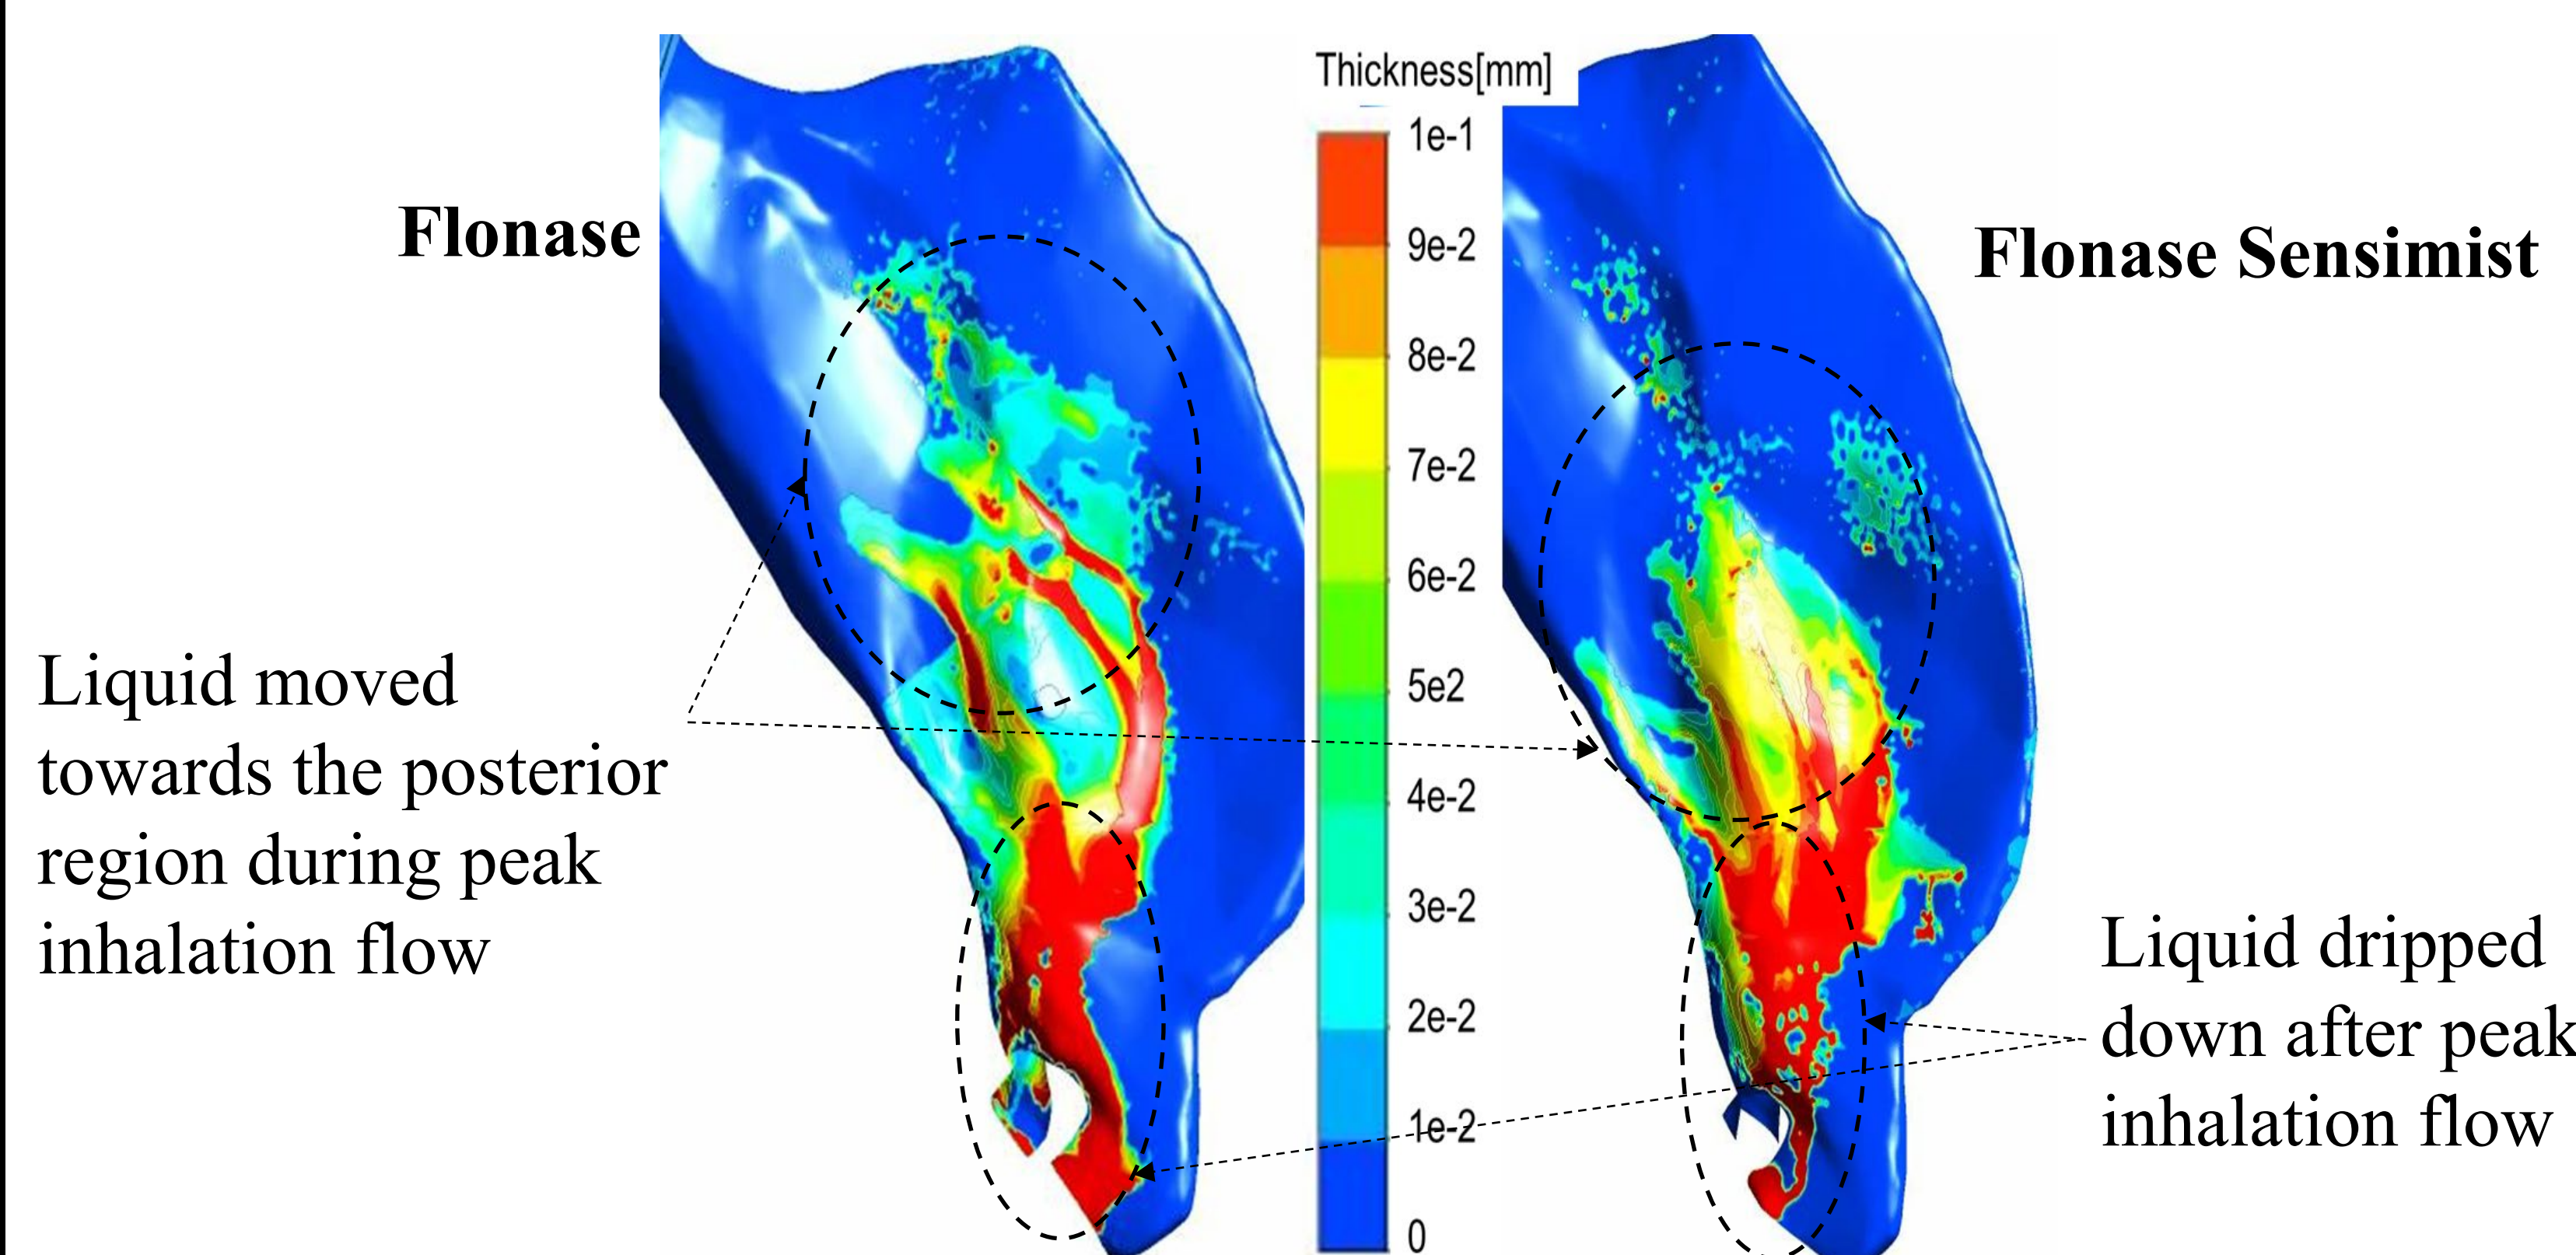 Thickness[mm]
Flonase
Flonase Sensimist
1e-1
9e-2
8e-2
7e-2
6e-2
5e2
4e-2
3e-2
2e-2
1e-2
0
Liquid moved
towards the posterior
region during peak
inhalation flow
Liquid dripped
down after peak
inhalation flow